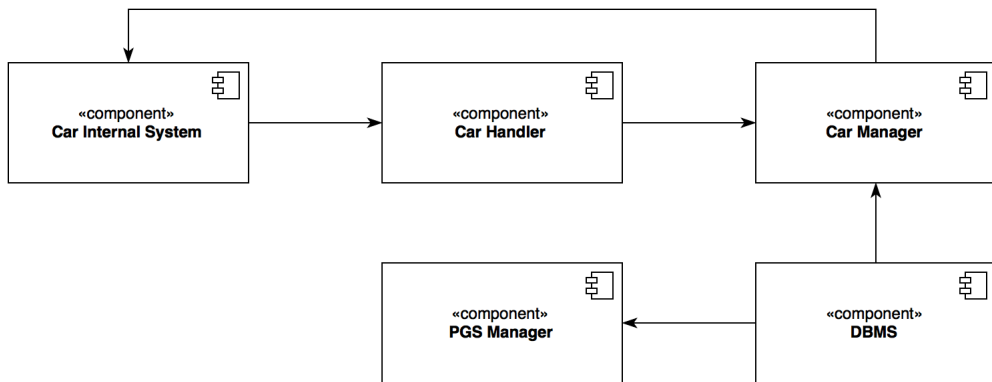 «component»
Car Internal System
«component»
Car Handler
«component»
Car Manager
«component»
PGS Manager
«component»
DBMS